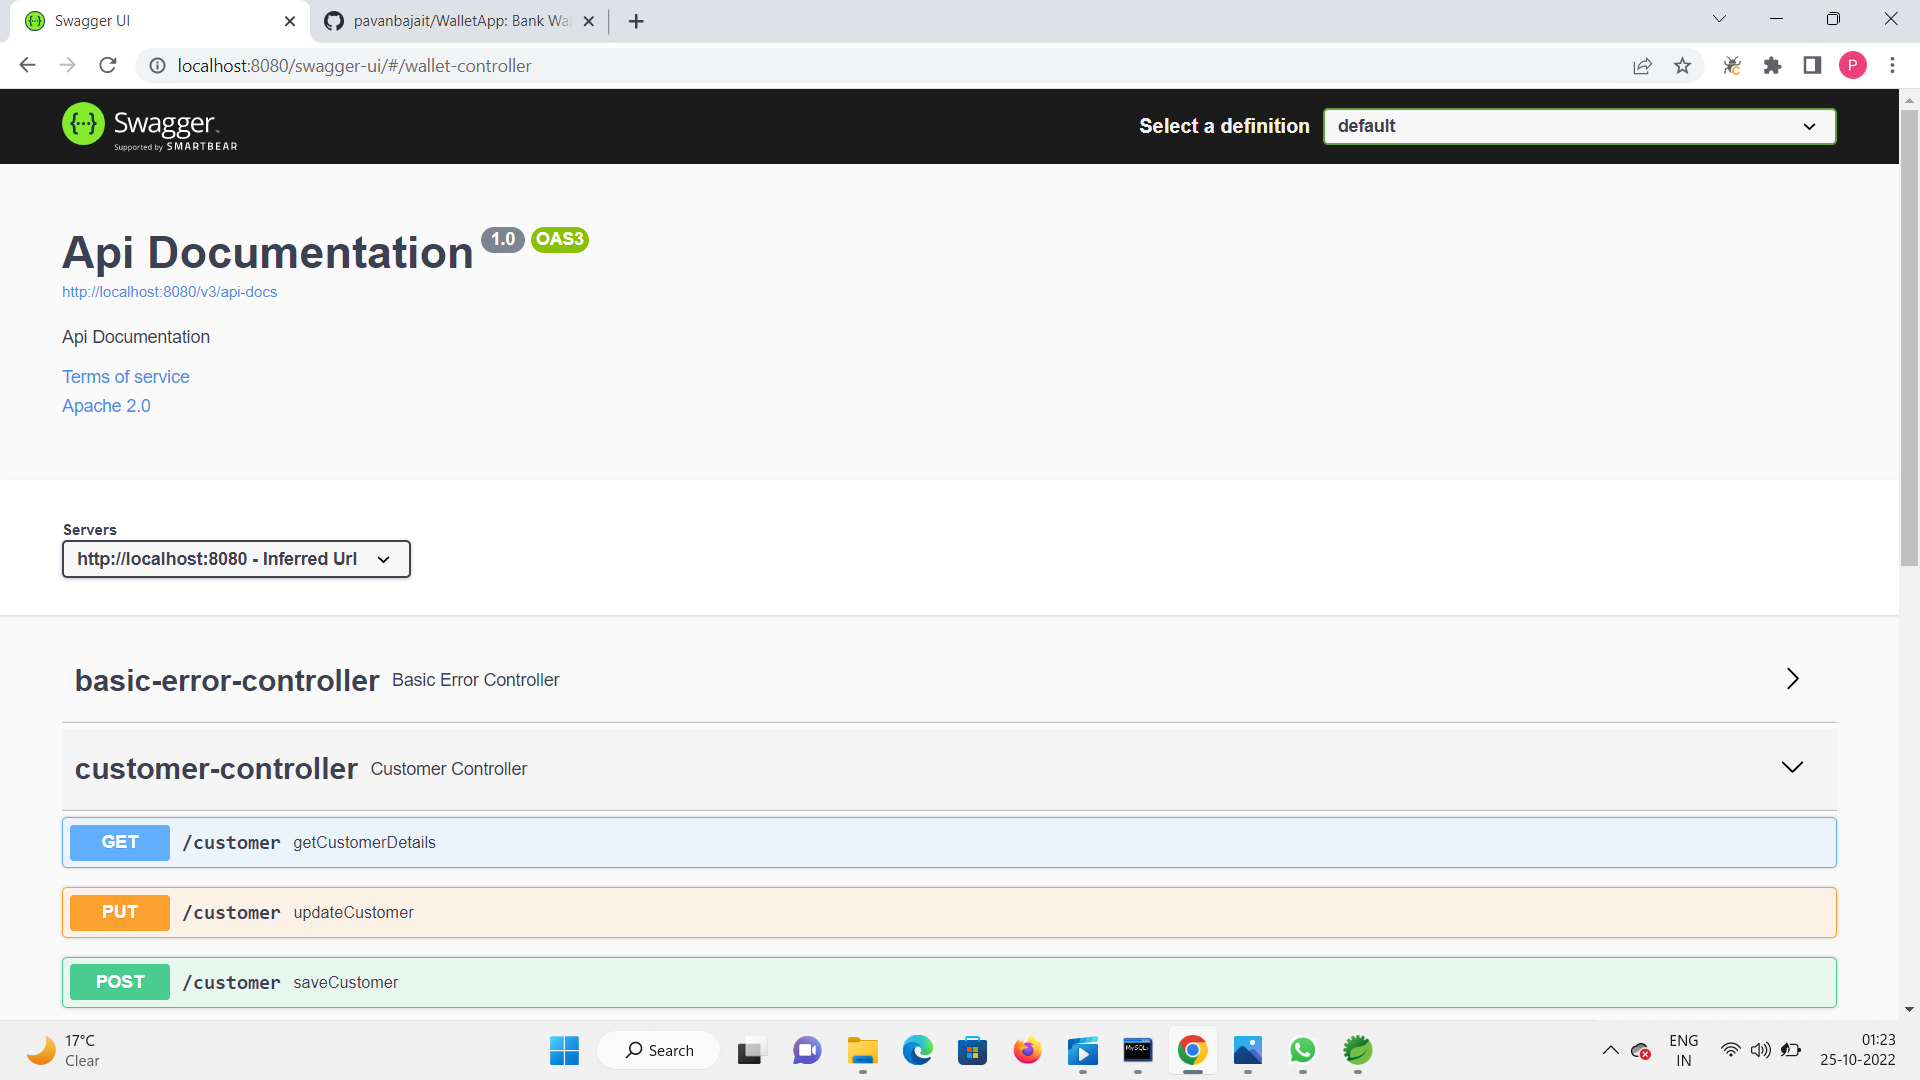 Swagger UI
pavanbajait/WalletApp: Bank Wal
localhost:8080/swagger-ui/#/wallet-controller
P
Swagger
Supported by SMARTBEAR
Select a definition
default
Api Documentation 1.0 OAS3
http://localhost:8080/v3/api-docs
Api Documentation
Terms of service
Apache 2.0
Servers
http://localhost:8080 - Inferred Url
basic-error-controller Basic Error Controller
customer-controller Customer Controller
GET /customer getCustomerDetails
PUT /customer updateCustomer
POST /customer saveCustomer
17°C
Clear
Search
MySQL
ENG
IN
01:23
25-10-2022